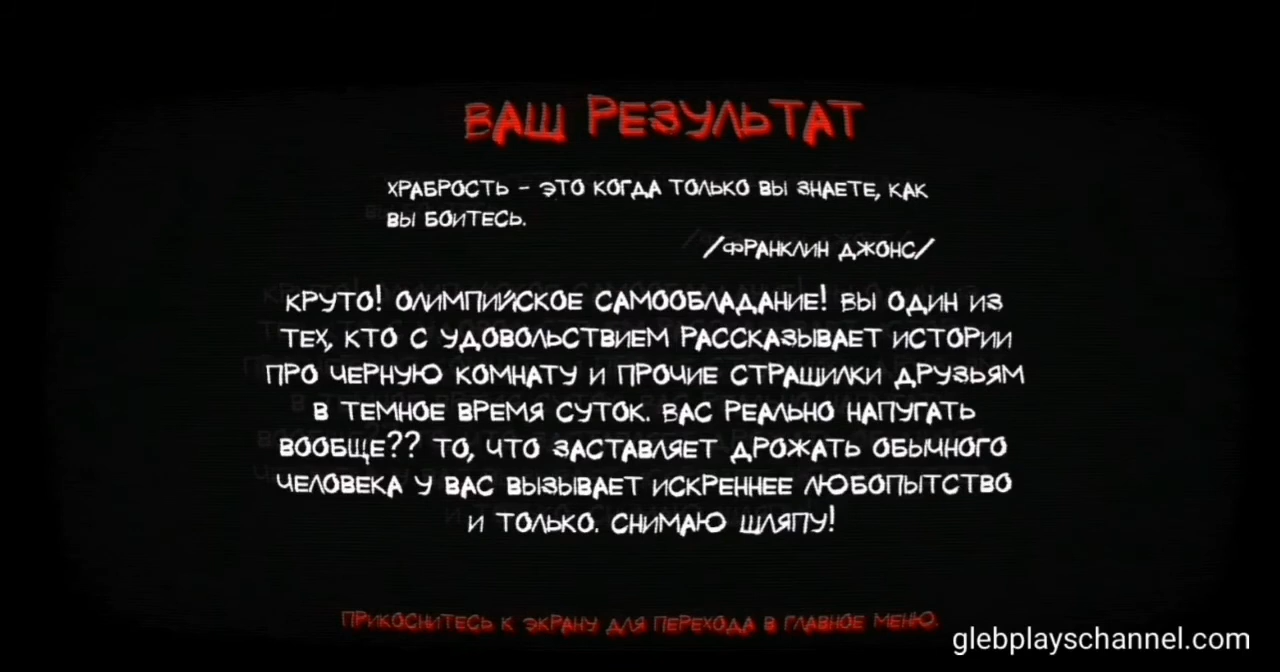 ВАШ РЕЗУЛЬТАТ
ХРАБРОСТЬ - ЭТО КОГДА ТОЛЬКО ВЫ ЗНАЕТЕ, КАК
ВЫ БОИТЕСЬ.
/ФРАНКЛИН ДЖОНС/
КРУТО! ОЛИМПИЙСКОЕ САМООБЛАДАНИЕ! ВЫ ОДИН ИЗ
ТЕХ, КТО С УДОВОЛЬСТВИЕМ РАССКАЗЫВАЕТ ИСТОРИИ
ПРО ЧЕРНУЮ КОМНАТУ И ПРОЧИЕ СТРАШИЛКИ ДРУЗЬЯМ
В ТЕМНОЕ ВРЕМЯ СУТОК. ВАС РЕАЛЬНО НАПУГАТЬ
ВООБЩЕ?? ТО, ЧТО ЗАСТАВЛЯЕТ ДРОЖАТЬ ОБЫЧНОГО
ЧЕЛОВЕКА У ВАС ВЫЗЫВАЕТ ИСКРЕННЕЕ ЛЮБОПЫТСТВО
И ТОЛЬКО. СНИМАЮ ШЛЯПУ!
ПРИКОСНИТЕСЬ К ЭКРАНУ ДЛЯ ПЕРЕХОДА В ГЛАВНОЕ МЕНЮ.
glebplayschannel.com